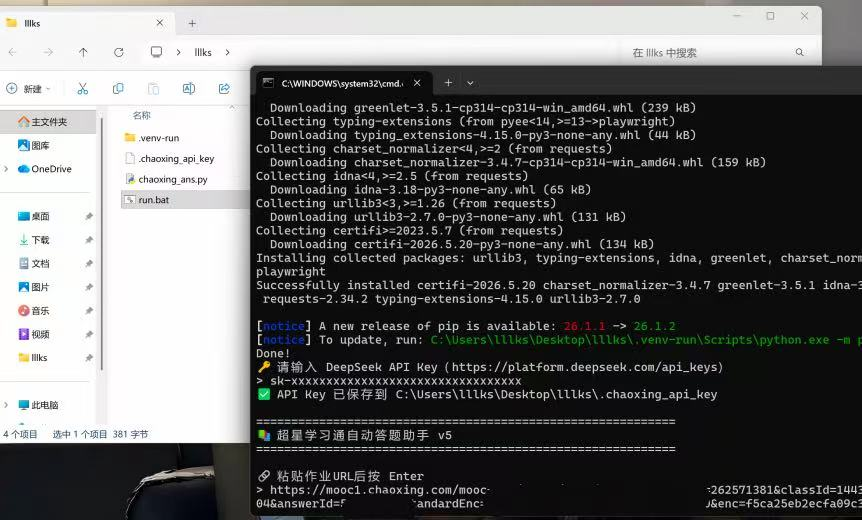 lllks
lllks
在 lllks 中搜索
新建
名称
主文件夹
图库
OneDrive
桌面
下载
文档
图片
音乐
视频
lllks
此电脑
.venv-run
.chaoxing_api_key
chaoxing_ans.py
run.bat
4 个项目 选中 1 个项目 381 字节
C:\WINDOWS\system32\cmd.
Downloading greenlet-3.5.1-cp314-cp314-win_amd64.whl (239 kB)
Collecting typing-extensions (from pyee<14,>=13->playwright)
Downloading typing_extensions-4.15.0-py3-none-any.whl (44 kB)
Collecting charset_normalizer<4,>=2 (from requests)
Downloading charset_normalizer-3.4.7-cp314-cp314-win_amd64.whl (159 kB)
Collecting idna<4,>=2.5 (from requests)
Downloading idna-3.18-py3-none-any.whl (65 kB)
Collecting urllib3<3,>=1.26 (from requests)
Downloading urllib3-2.7.0-py3-none-any.whl (131 kB)
Collecting certifi>=2023.5.7 (from requests)
Downloading certifi-2026.5.20-py3-none-any.whl (134 kB)
Installing collected packages: urllib3, typing-extensions, idna, greenlet, charset_norm
playwright
Successfully installed certifi-2026.5.20 charset_normalizer-3.4.7 greenlet-3.5.1 idna-3
requests-2.34.2 typing-extensions-4.15.0 urllib3-2.7.0
[notice] A new release of pip is available: 26.1.1 -> 26.1.2
[notice] To update, run: C:\Users\lllks\Desktop\lllks\.venv-run\Scripts\python.exe -m p
Done!
请输入 DeepSeek API Key (https://platform.deepseek.com/api_keys)
> sk-xxxxxxxxxxxxxxxxxxxxxxxxxxxxxxxx
API Key 已保存到 C:\Users\lllks\Desktop\lllks\.chaoxing_api_key
============================================================
超星学习通自动答题助手 v5
============================================================
粘贴作业URL后按 Enter
> https://mooc1.chaoxing.com/mooc- =262571381&classId=1443
04&answerId=f tandardEnc= &enc=f5ca25eb2ecfa09c3